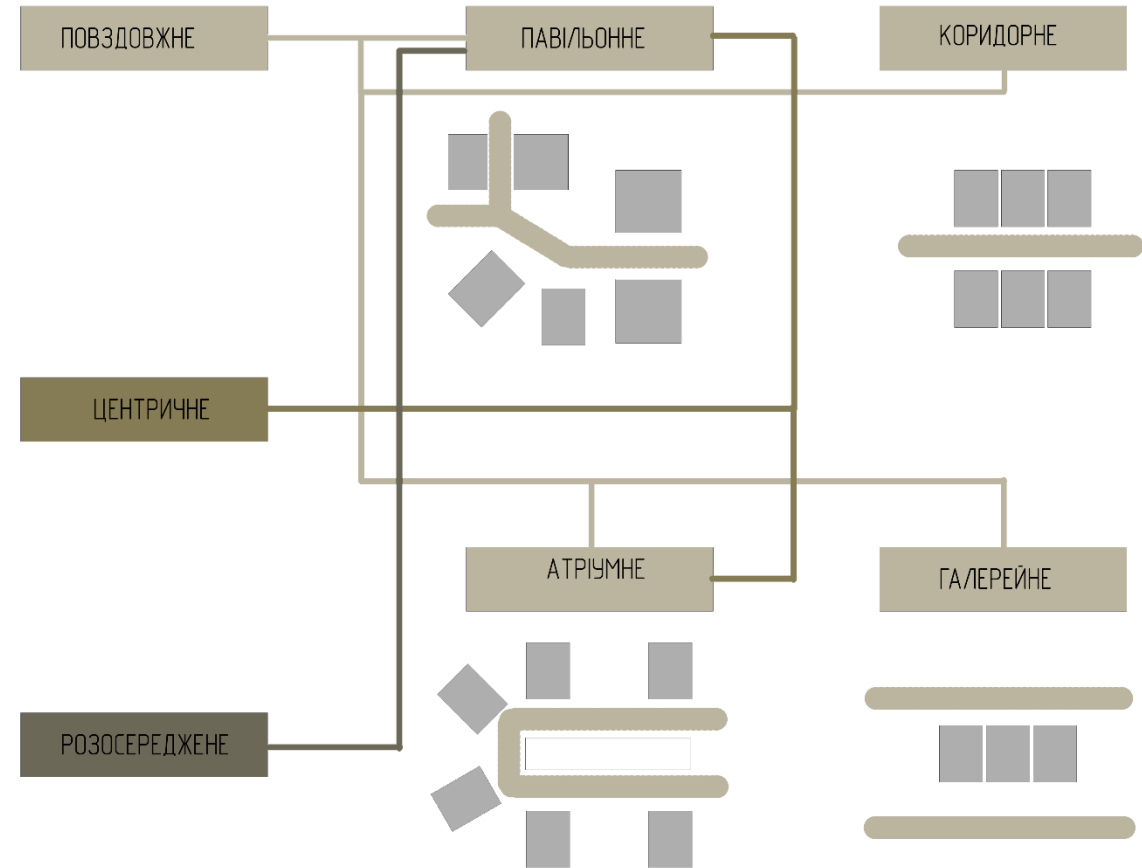 ПОВЗДОВЖНЕ
ПАВІЛЬОННЕ
КОРИДОРНЕ
ЦЕНТРИЧНЕ
АТРІУМНЕ
ГАЛЕРЕЙНЕ
РОЗОСЕРЕДЖЕНЕ